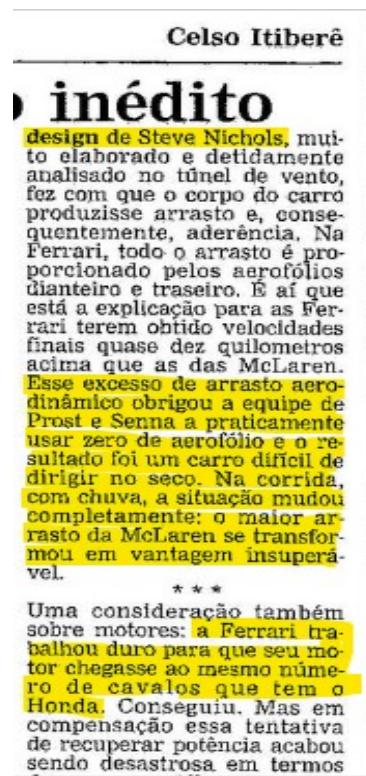 Celso Itiberê
o inédito
design de Steve Nichols, mui-
to elaborado e detidamente
analisado no túnel de vento,
fez com que o corpo do carro
produzisse arrasto e, conse-
quentemente, aderência. Na
Ferrari, todo o arrasto é pro-
porcionado pelos aerofólios
dianteiro e traseiro. É aí que
está a explicação para as Fer-
rari terem obtido velocidades
finais quase dez quilometros
acima que as das McLaren.
Esse excesso de arrasto aero-
dinâmico obrigou a equipe de
Prost e Senna a praticamente
usar zero de aerofólio e o re-
sultado foi um carro difícil de
dirigir no seco. Na corrida,
com chuva, a situação mudou
completamente: o maior ar-
rasto da McLaren se transfor-
mou em vantagem insuperá-
vel.
* * *
Uma consideração também
sobre motores: a Ferrari tra-
balhou duro para que seu mo-
tor chegasse ao mesmo núme-
ro de cavalos que tem o
Honda. Conseguiu. Mas em
compensação essa tentativa
de recuperar potência acabou
sendo desastrosa em termos